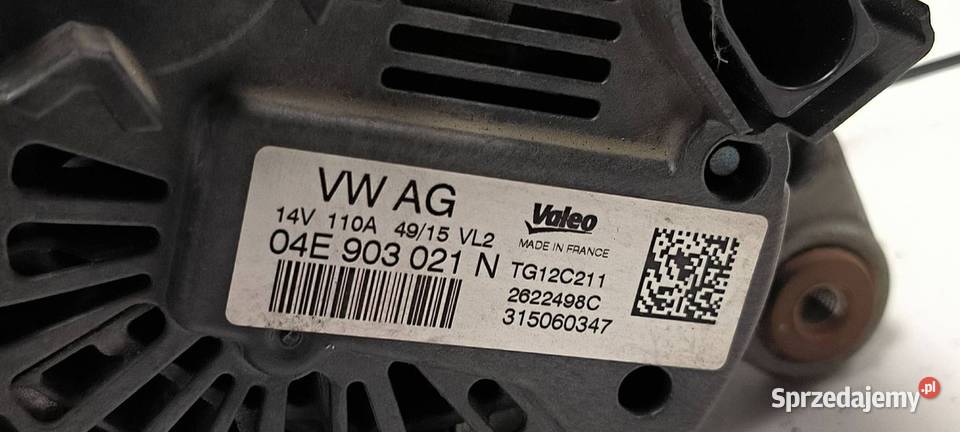 VW AG
14V 110A 49/15 VL2
04E 903 021 N
Valeo
MADE IN FRANCE
TG12C211
2622498C
315060347
Sprzedajemy.pl